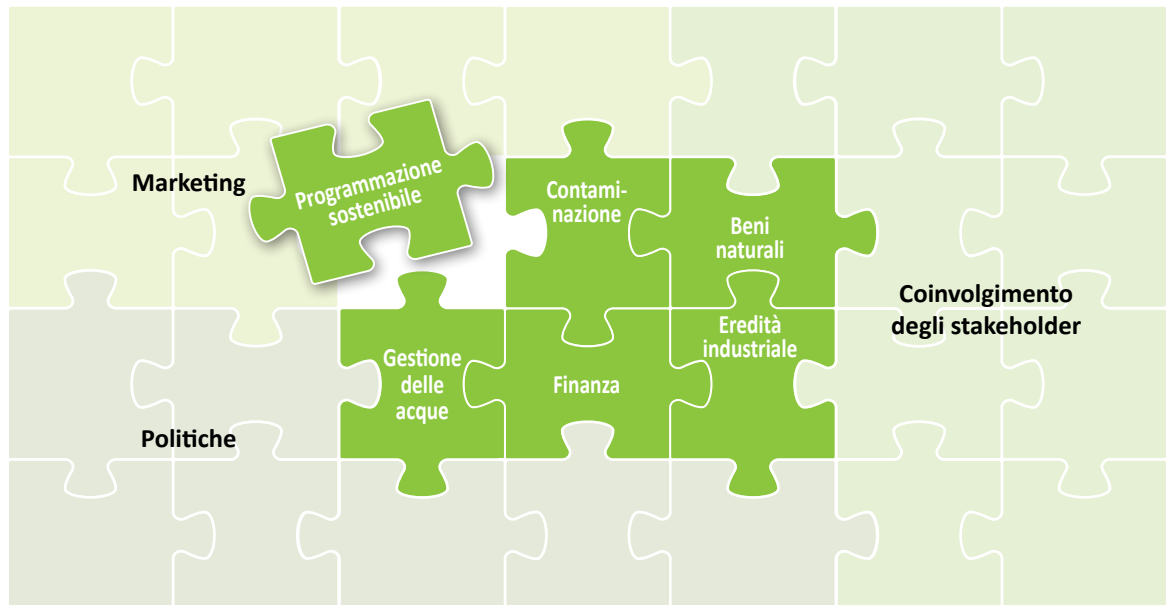 Marketing
Programmazione
sostenibile
Contami-
nazione
Beni
naturali
Coinvolgimento
degli stakeholder
Eredità
industriale
Gestione
delle
acque
Finanza
Politiche